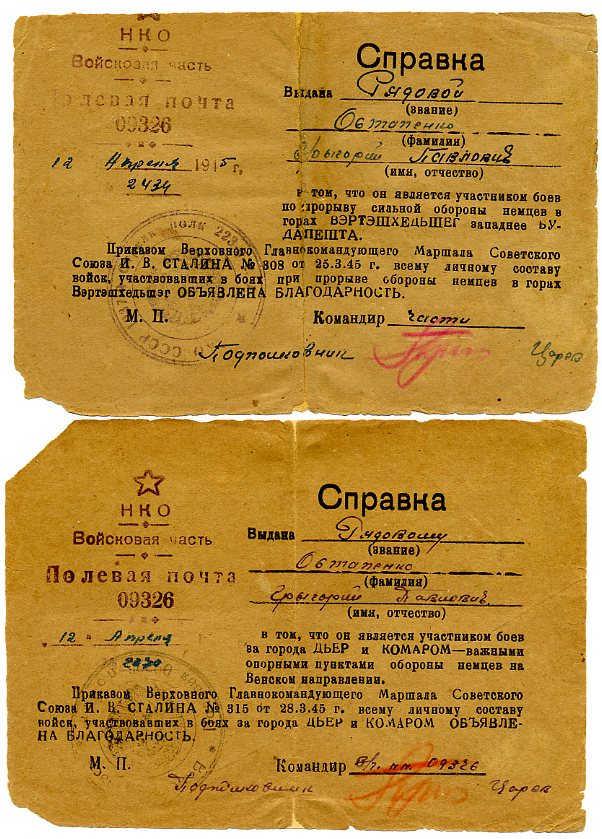 НКО
Войсковая часть
Полевая почта
09326
12 Апреля 1945 г.
2434
Справка
Выдана Рядовой
(звание)
Остапенко
(фамилия)
Грыгорий Павлович
(имя, отчество)
в том, что он является участником боев
по прорыву сильной обороны немцев в
горах ВЭРТЭШХЕДЬШЕГ западнее БУ-
ДАПЕШТА.
Приказом Верховного Главнокомандующего Маршала Советского
Союза И. В. СТАЛИНА № 308 от 25.3.45 г. всему личному составу
войск, участвовавших в боях при прорыве обороны немцев в горах
Вэртэшхедьшэг ОБЪЯВЛЕНА БЛАГОДАРНОСТЬ.
М. П.
Командир части
Подполковник
Царев
ПОЛК 223
СССР
НКО
Войсковая часть
Полевая почта
09326
12 Апреля
Справка
Выдана Рядовому
(звание)
Остапенко
(фамилия)
Грыгорий Павлович
(имя, отчество)
в том, что он является участником боев
за города ДЬЕР и КОМАРОМ—важными
опорными пунктами обороны немцев на
Венском направлении.
Приказом Верховного Главнокомандующего Маршала Советского
Союза И. В. СТАЛИНА № 315 от 28.3.45 г. всему личному составу
войск, участвовавших в боях за города ДЬЕР и КОМАРОМ ОБЪЯВЛЕ-
НА БЛАГОДАРНОСТЬ.
М. П.
Командир 09326
Подполковник
Царев